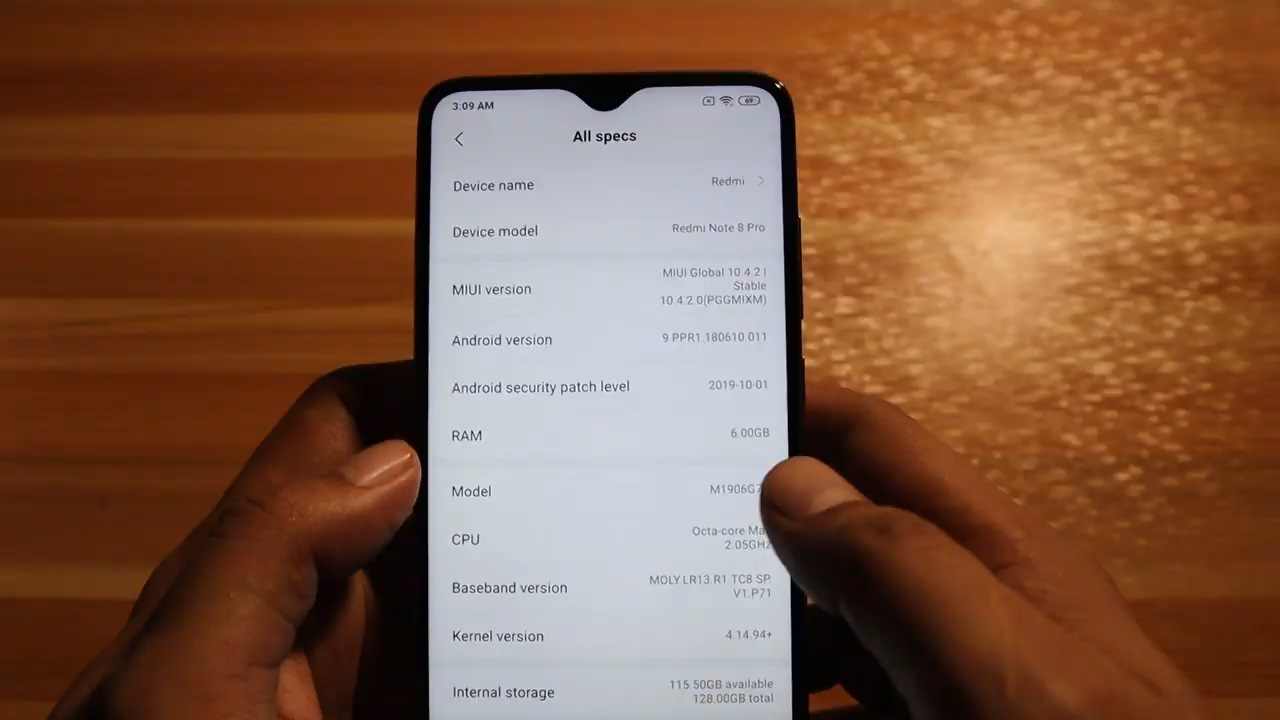 3:09 AM
69
All specs
Device name
Redmi
Device model
Redmi Note 8 Pro
MIUI version
MIUI Global 10.4.2 |
Stable
10.4.2.0(PGGMIXM)
Android version
9 PPR1.180610.011
Android security patch level
2019-10-01
RAM
6.00GB
Model
CPU
Octa-core
2.05GHz
Baseband version
MOLY.LR13.R1.TC8.SP.
V1.P71
Kernel version
4.14.94+
Internal storage
115.50GB available
128.00GB total